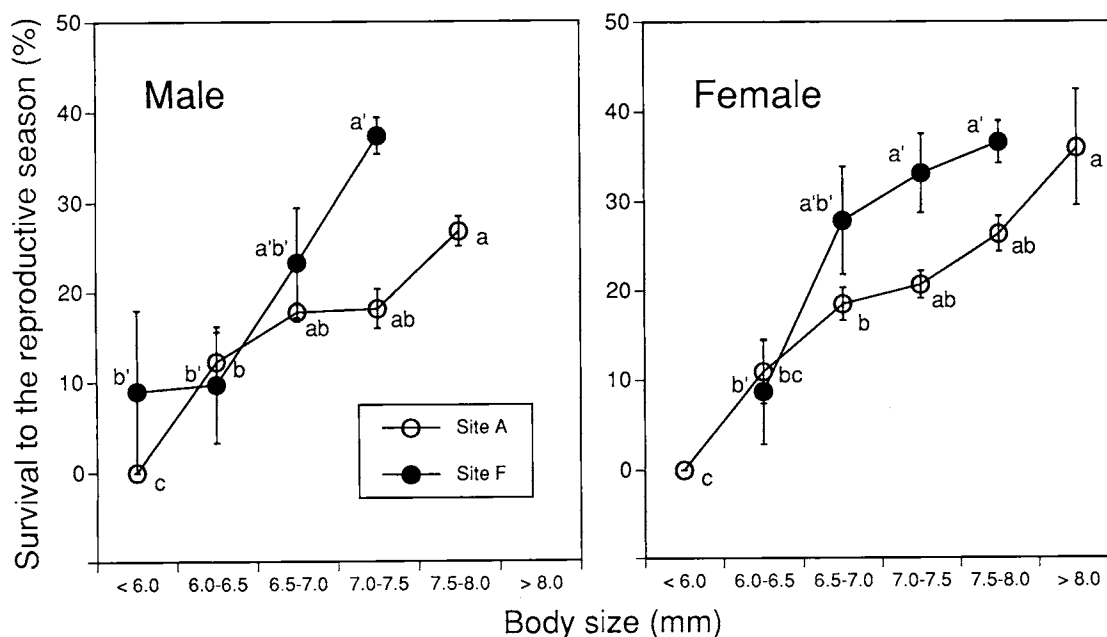 Survival to the reproductive season (%)
50
40
30
20
10
0
Male
a'
a'b'
a
ab
ab
b'
b'
b
c
Site A
Site F
< 6.0 6.0-6.5 6.5-7.0 7.0-7.5 7.5-8.0 > 8.0
50
40
30
20
10
0
Female
a'
a'
a
a'b'
ab
ab
b
b'
bc
c
< 6.0 6.0-6.5 6.5-7.0 7.0-7.5 7.5-8.0 > 8.0
Body size (mm)